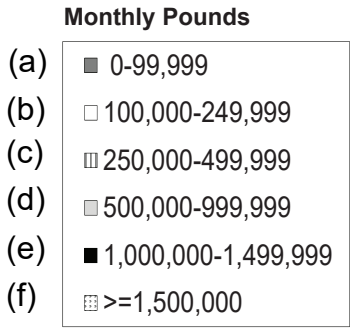 Monthly Pounds
(a) 0-99,999
(b) 100,000-249,999
(c) 250,000-499,999
(d) 500,000-999,999
(e) 1,000,000-1,499,999
(f) >=1,500,000